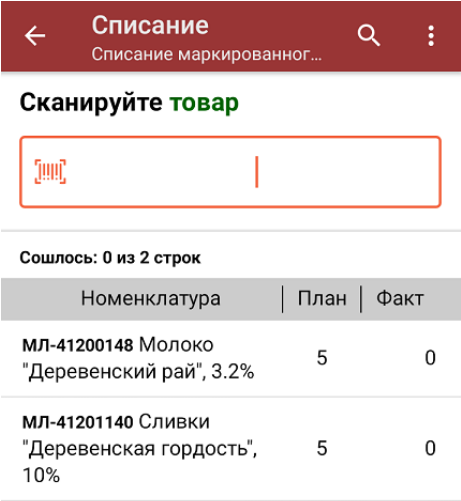 Списание
Списание маркированног...
Сканируйте товар
Сошлось: 0 из 2 строк
Номенклатура План Факт
МЛ-41200148 Молоко
"Деревенский рай", 3.2% 5 0
МЛ-41201140 Сливки
"Деревенская гордость", 5 0
10%